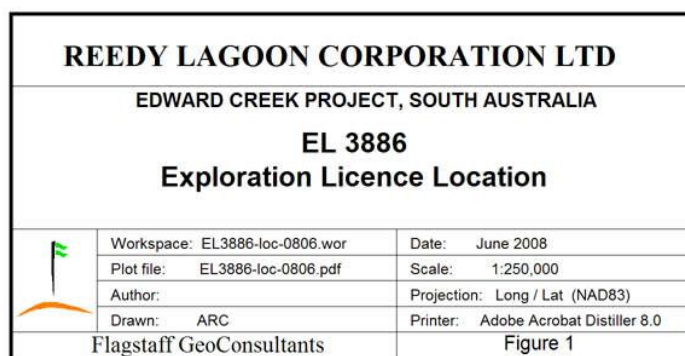 REEDY LAGOON CORPORATION LTD
EDWARD CREEK PROJECT, SOUTH AUSTRALIA
EL 3886
Exploration Licence Location
Workspace: EL3886-loc-0806.wor
Date: June 2008
Plot file: EL3886-loc-0806.pdf
Scale: 1:250,000
Author:
Projection: Long / Lat (NAD83)
Drawn: ARC
Printer: Adobe Acrobat Distiller 8.0
Flagstaff GeoConsultants
Figure 1